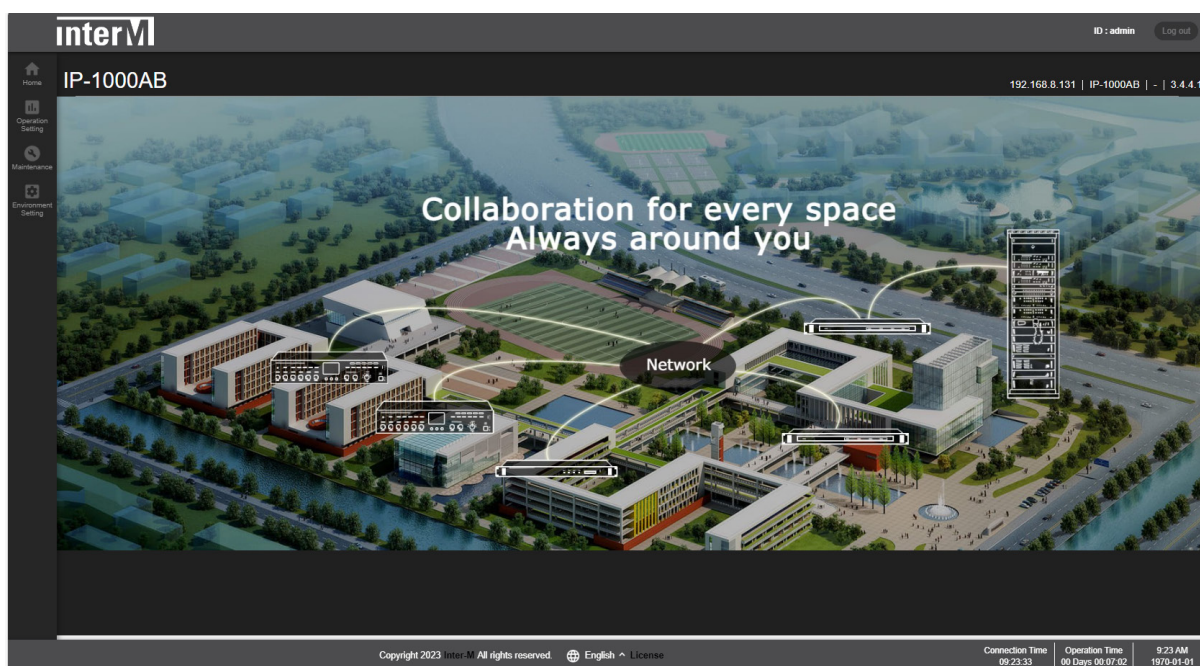 inter M
ID : admin
Log out
Home
IP-1000AB
192.168.8.131 | IP-1000AB | - | 3.4.4.1
Operation
Setting
Maintenance
Environment
Setting
Collaboration for every space
Always around you
Network
Copyright 2023 Inter-M All rights reserved.
English ^ License
Connection Time
09:23:33
Operation Time
00 Days 00:07:02
9:23 AM
1970-01-01